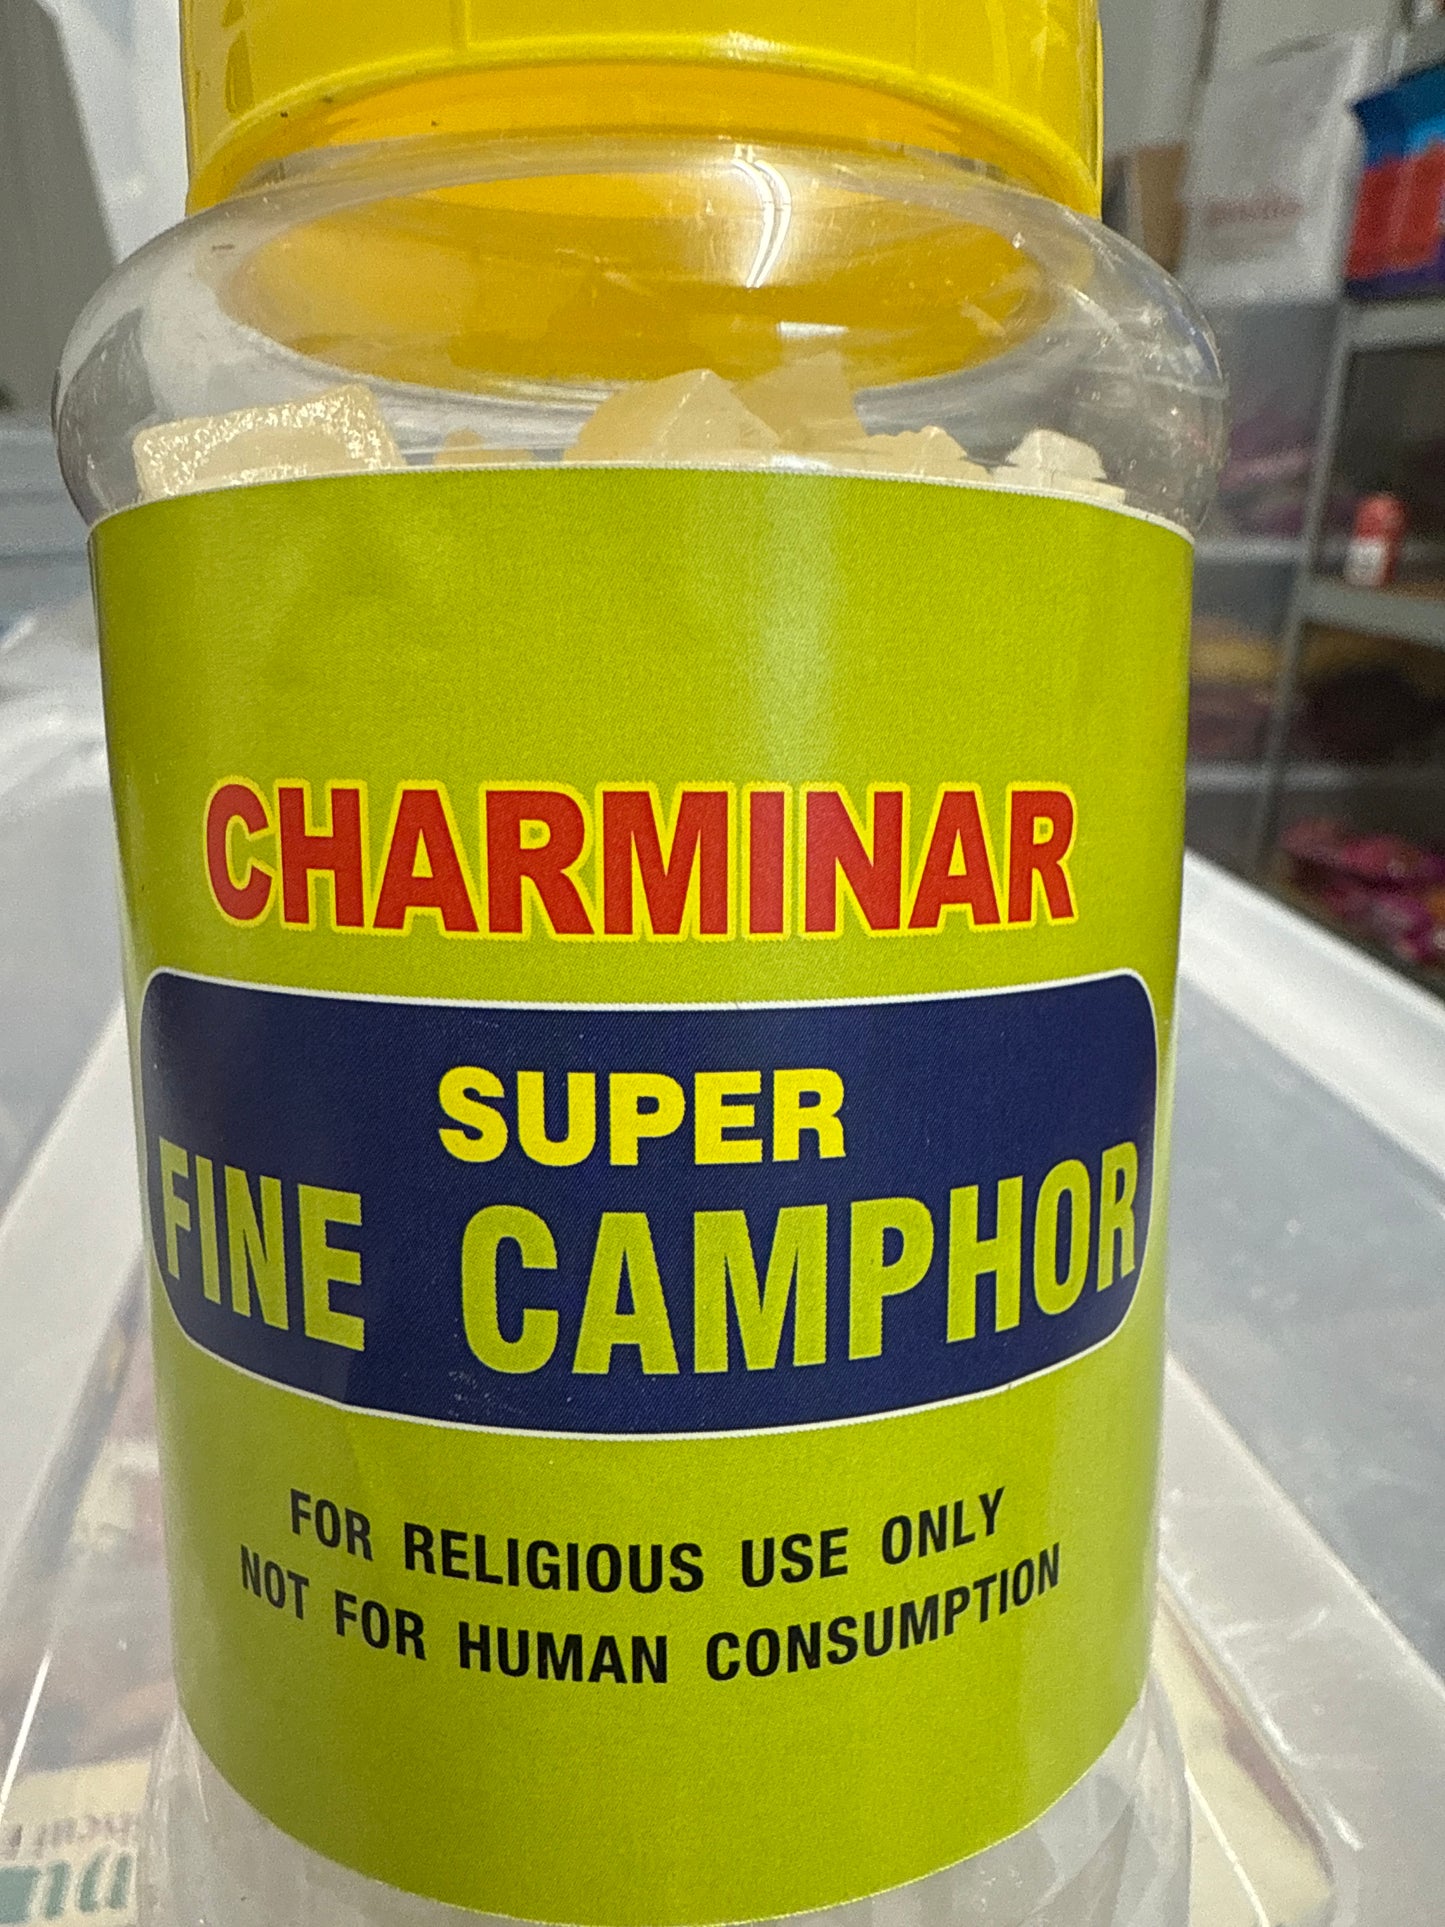 CHARMINAR
SUPER
FINE CAMPHOR
FOR RELIGIOUS USE ONLY
NOT FOR HUMAN CONSUMPTION